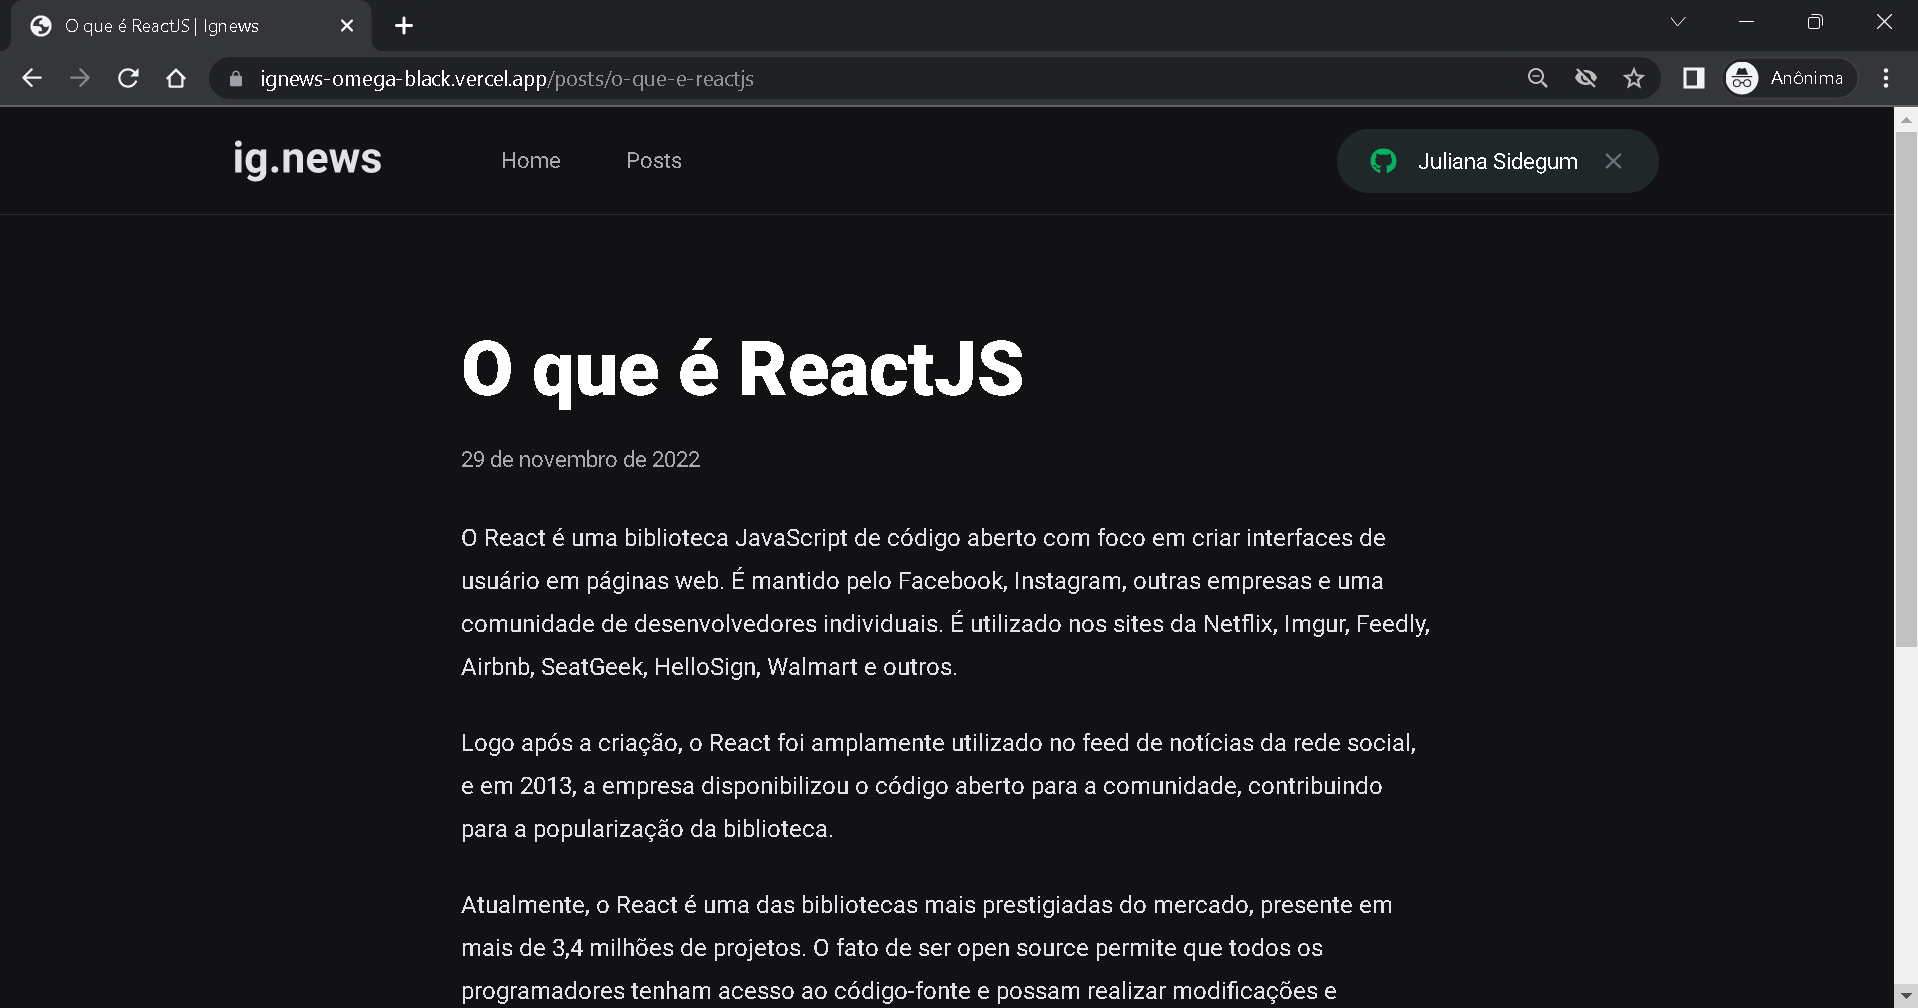 O que é ReactJS | Ignews
ignews-omega-black.vercel.app/posts/o-que-e-reactjs
Anônima
ig.news
Home
Posts
Juliana Sidegum
O que é ReactJS
29 de novembro de 2022
O React é uma biblioteca JavaScript de código aberto com foco em criar interfaces de
usuário em páginas web. É mantido pelo Facebook, Instagram, outras empresas e uma
comunidade de desenvolvedores individuais. É utilizado nos sites da Netflix, Imgur, Feedly,
Airbnb, SeatGeek, HelloSign, Walmart e outros.
Logo após a criação, o React foi amplamente utilizado no feed de notícias da rede social,
e em 2013, a empresa disponibilizou o código aberto para a comunidade, contribuindo
para a popularização da biblioteca.
Atualmente, o React é uma das bibliotecas mais prestigiadas do mercado, presente em
mais de 3,4 milhões de projetos. O fato de ser open source permite que todos os
programadores tenham acesso ao código-fonte e possam realizar modificações e